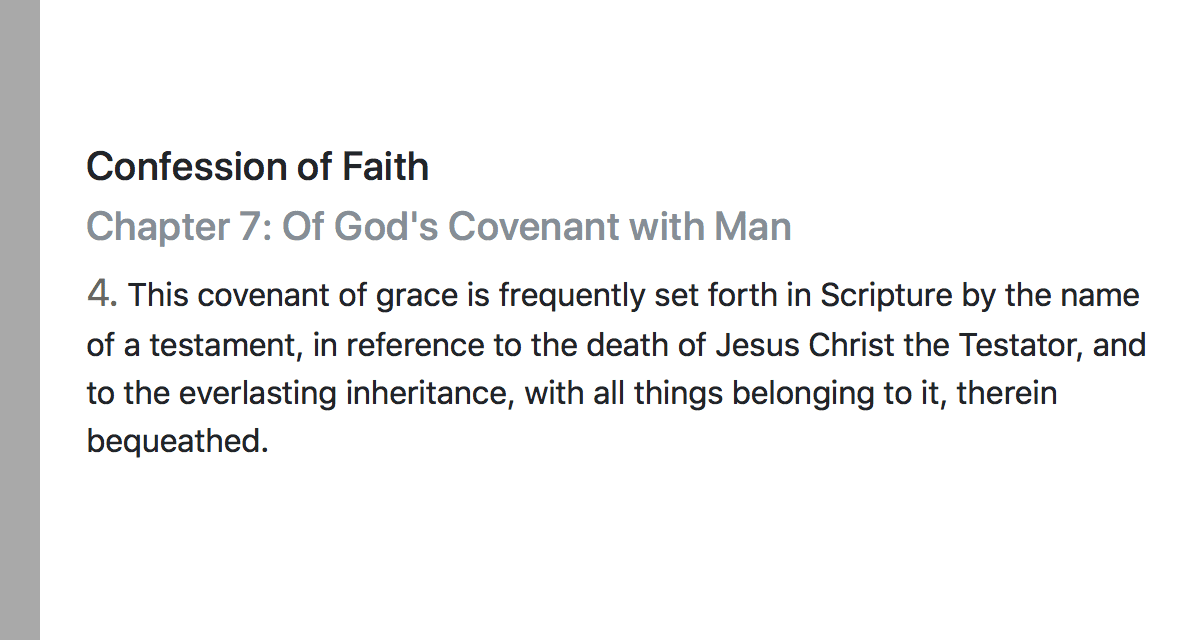 Confession of Faith
Chapter 7: Of God's Covenant with Man
4. This covenant of grace is frequently set forth in Scripture by the name
of a testament, in reference to the death of Jesus Christ the Testator, and
to the everlasting inheritance, with all things belonging to it, therein
bequeathed.